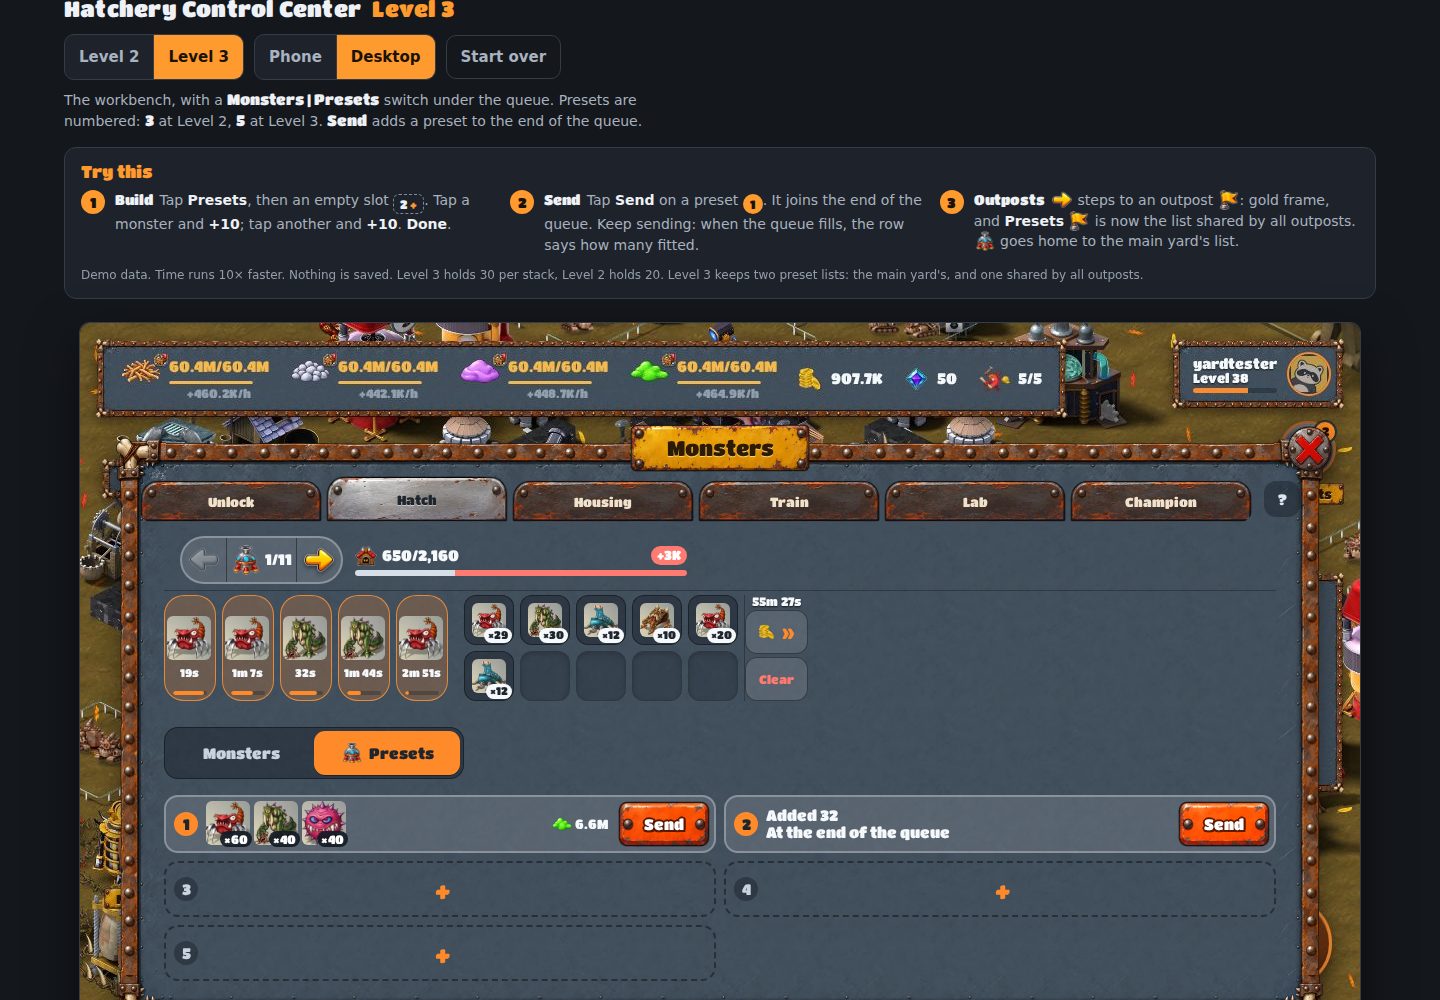 Hatchery Control Center Level 3
Level 2 Level 3 Phone Desktop Start over
The workbench, with a Monsters|Presets switch under the queue. Presets are
numbered: 3 at Level 2, 5 at Level 3. Send adds a preset to the end of the queue.
Try this
1 Build Tap Presets, then an empty slot 2+. Tap a
monster and +10; tap another and +10. Done.
2 Send Tap Send on a preset 1. It joins the end of the
queue. Keep sending: when the queue fills, the row
says how many fitted.
3 Outposts steps to an outpost : gold frame,
and Presets is now the list shared by all outposts.
goes home to the main yard's list.
Demo data. Time runs 10× faster. Nothing is saved. Level 3 holds 30 per stack, Level 2 holds 20. Level 3 keeps two preset lists: the main yard's, and one shared by all outposts.
60.4M/60.4M 60.4M/60.4M 60.4M/60.4M 60.4M/60.4M 907.7K 50 5/5
+460.2K/h +442.1K/h +448.7K/h +464.9K/h
yardtester
Level 38
Monsters
Unlock Hatch Housing Train Lab Champion ?
1/11 650/2,160 +3K
19s 1m 7s 32s 1m 44s 2m 51s
×29 ×30 ×12 ×10 ×20
×12
55m 27s
Clear
Monsters Presets
1 ×60 ×40 ×40 6.6M Send
2 Added 32
At the end of the queue
Send
3 + 4 +
5 +